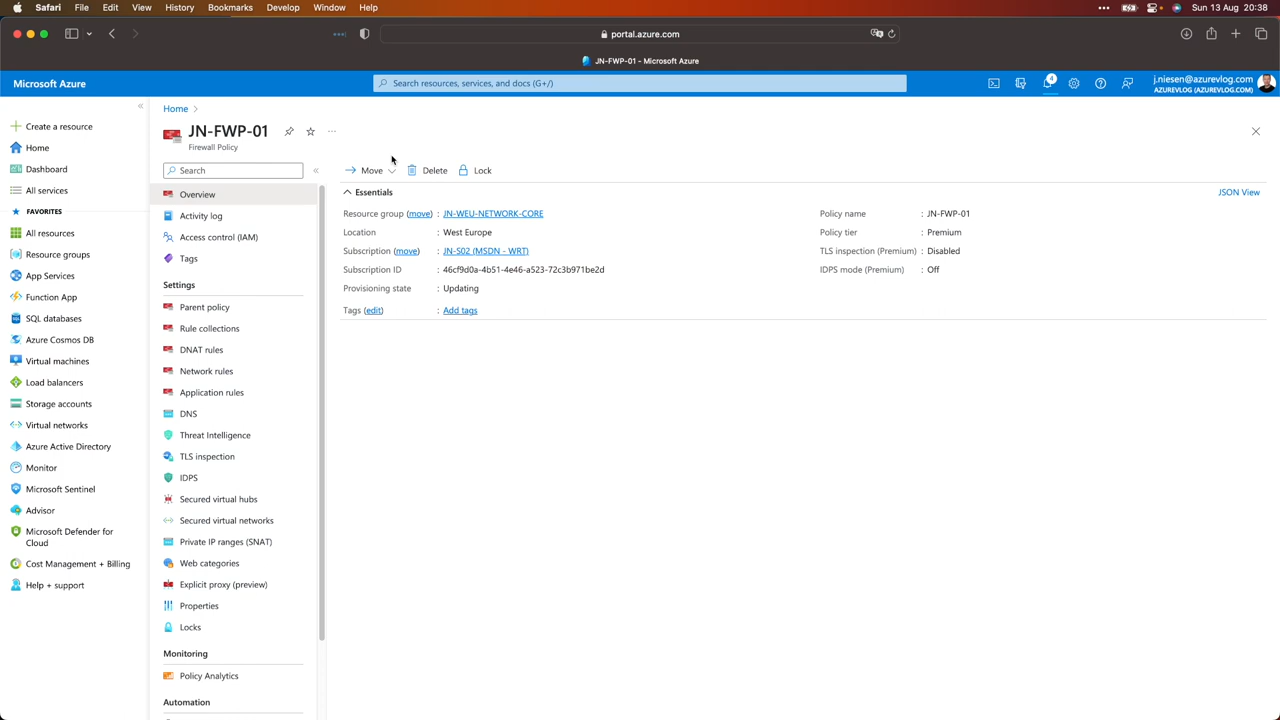 Safari File Edit View History Bookmarks Develop Window Help Sun 13 Aug 20:38
portal.azure.com
JN-FWP-01 - Microsoft Azure
Microsoft Azure
Search resources, services, and docs (G+/)
4
j.niesen@azurevlog.com
AZUREVLOG (AZUREVLOG.COM)
Create a resource
Home
Dashboard
All services
FAVORITES
All resources
Resource groups
App Services
Function App
SQL databases
Azure Cosmos DB
Virtual machines
Load balancers
Storage accounts
Virtual networks
Azure Active Directory
Monitor
Microsoft Sentinel
Advisor
Microsoft Defender for
Cloud
Cost Management + Billing
Help + support
Home
JN-FWP-01
Firewall Policy
Search
Overview
Activity log
Access control (IAM)
Tags
Settings
Parent policy
Rule collections
DNAT rules
Network rules
Application rules
DNS
Threat Intelligence
TLS inspection
IDPS
Secured virtual hubs
Secured virtual networks
Private IP ranges (SNAT)
Web categories
Explicit proxy (preview)
Properties
Locks
Monitoring
Policy Analytics
Automation
Move Delete Lock
Essentials JSON View
Resource group (move) : JN-WEU-NETWORK-CORE
Location : West Europe
Subscription (move) : JN-S02 (MSDN - WRT)
Subscription ID : 46cf9d0a-4b51-4e46-a523-72c3b971be2d
Provisioning state : Updating
Tags (edit) : Add tags
Policy name : JN-FWP-01
Policy tier : Premium
TLS inspection (Premium) : Disabled
IDPS mode (Premium) : Off